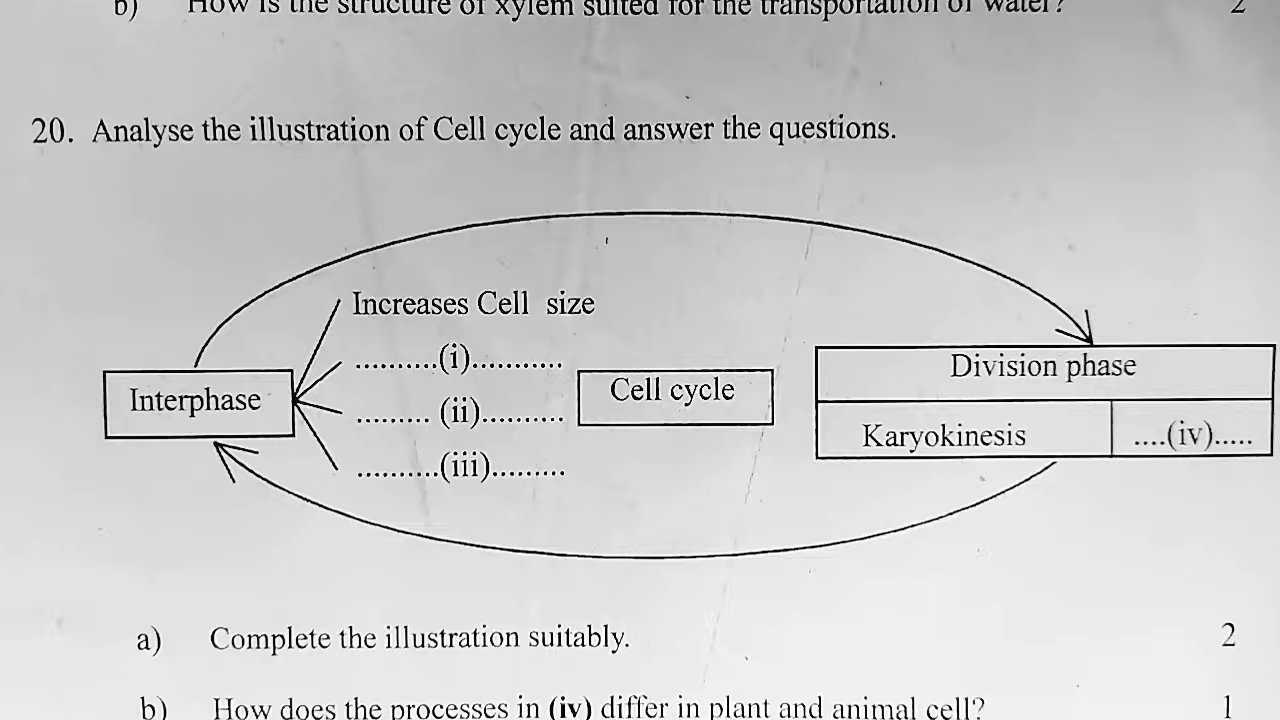 b) How is the structure of xylem suited for the transportation of water? 2
20. Analyse the illustration of Cell cycle and answer the questions.
Increases Cell size
..........(i)...........
Interphase
Cell cycle
Division phase
......... (ii)..........
Karyokinesis
....(iv).....
..........(iii).........
a) Complete the illustration suitably. 2
b) How does the processes in (iv) differ in plant and animal cell? 1